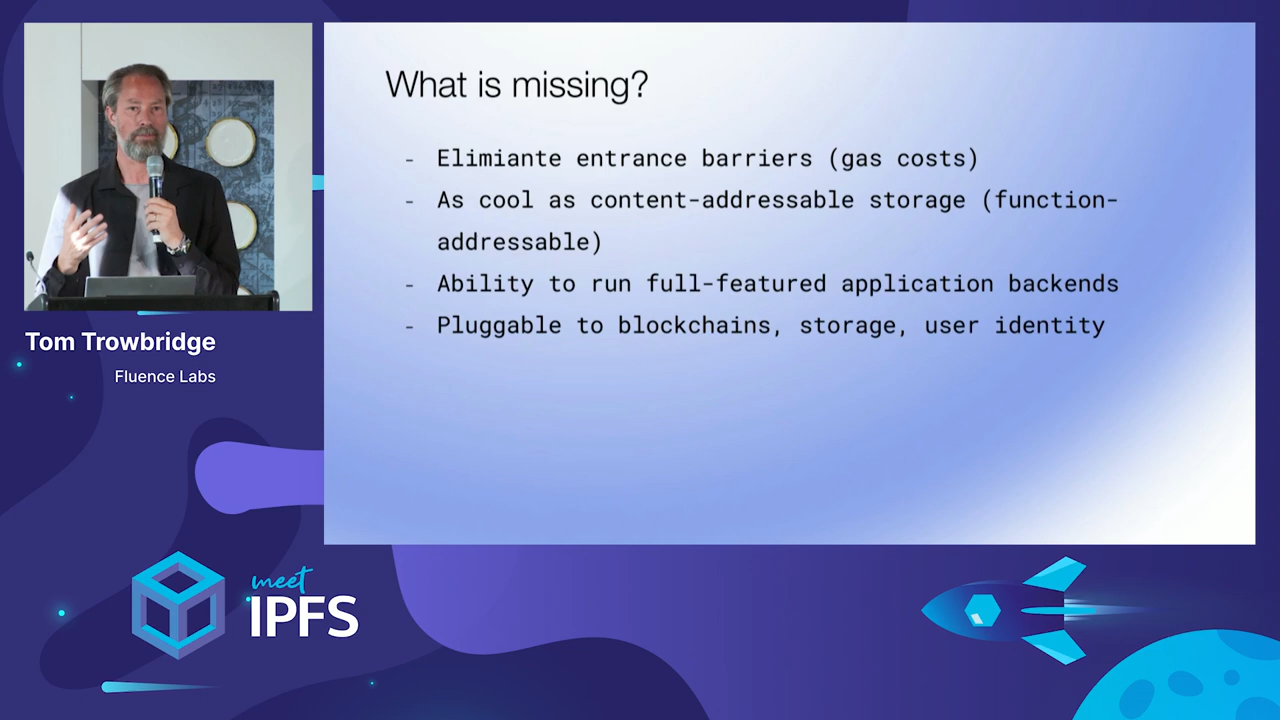 What is missing?
- Elimiante entrance barriers (gas costs)
- As cool as content-addressable storage (function-
addressable)
- Ability to run full-featured application backends
- Pluggable to blockchains, storage, user identity
Tom Trowbridge
Fluence Labs
meet
IPFS